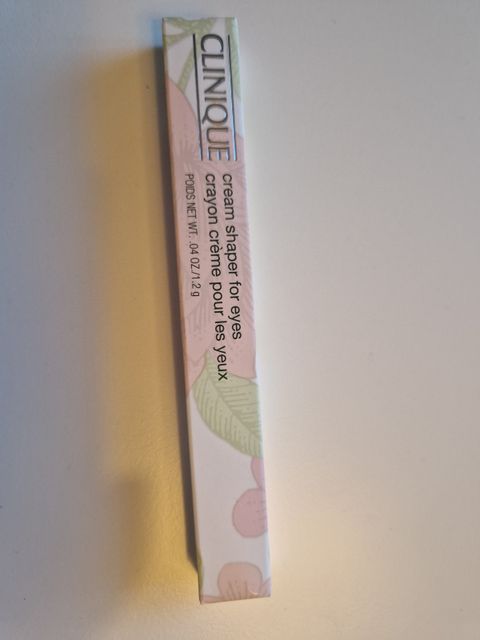 CLINIQUE
cream shaper for eyes
crayon crème pour les yeux
POIDS NET WT. .04 OZ/1.2 g